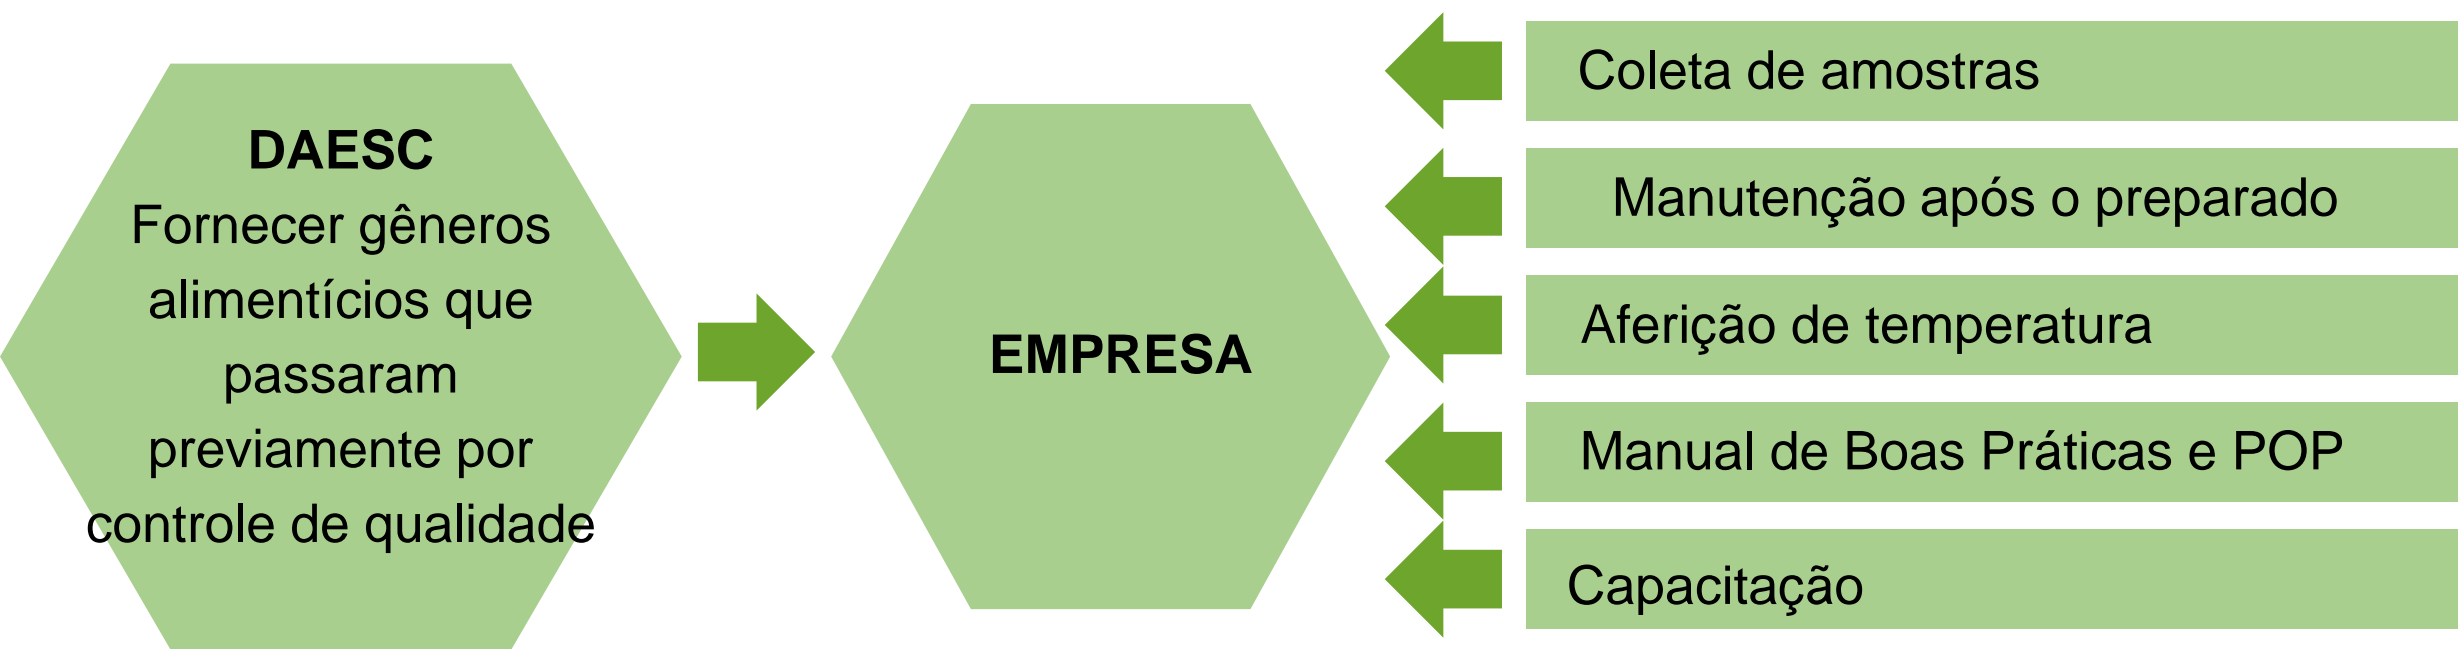 DAESC
Fornecer gêneros
alimentícios que
passaram
previamente por
controle de qualidade
EMPRESA
Coleta de amostras
Manutenção após o preparado
Aferição de temperatura
Manual de Boas Práticas e POP
Capacitação